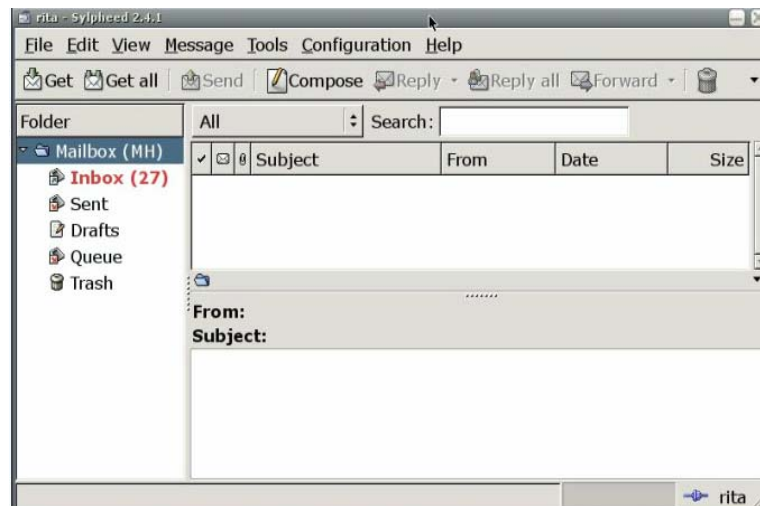 rita - Sylpheed 2.4.1
File Edit View Message Tools Configuration Help
Get Get all Send Compose Reply Reply all Forward
Folder All Search:
Mailbox (MH) Subject From Date Size
Inbox (27)
Sent
Drafts
Queue
Trash
From:
Subject:
rita